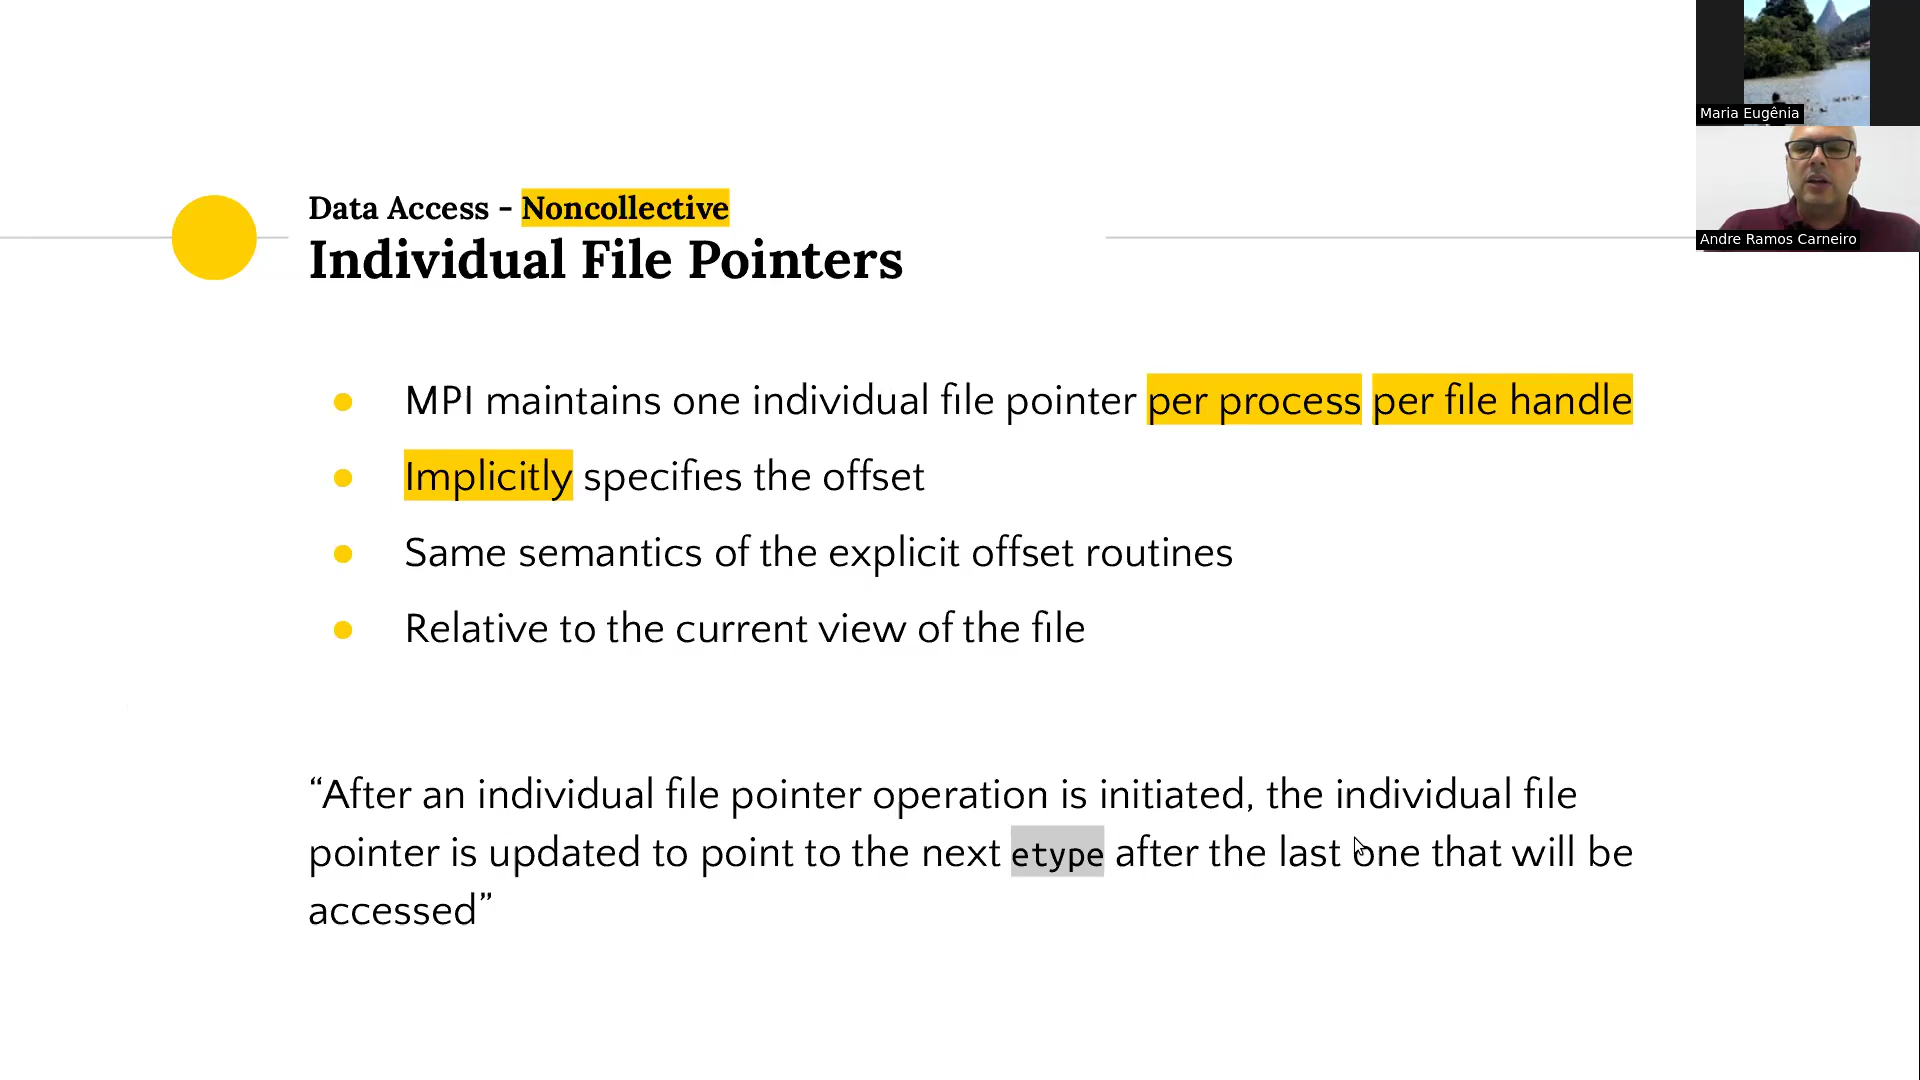 Maria Eugênia
Andre Ramos Carneiro
Data Access - Noncollective
Individual File Pointers
● MPI maintains one individual file pointer per process per file handle
● Implicitly specifies the offset
● Same semantics of the explicit offset routines
● Relative to the current view of the file
“After an individual file pointer operation is initiated, the individual file
pointer is updated to point to the next etype after the last one that will be
accessed”